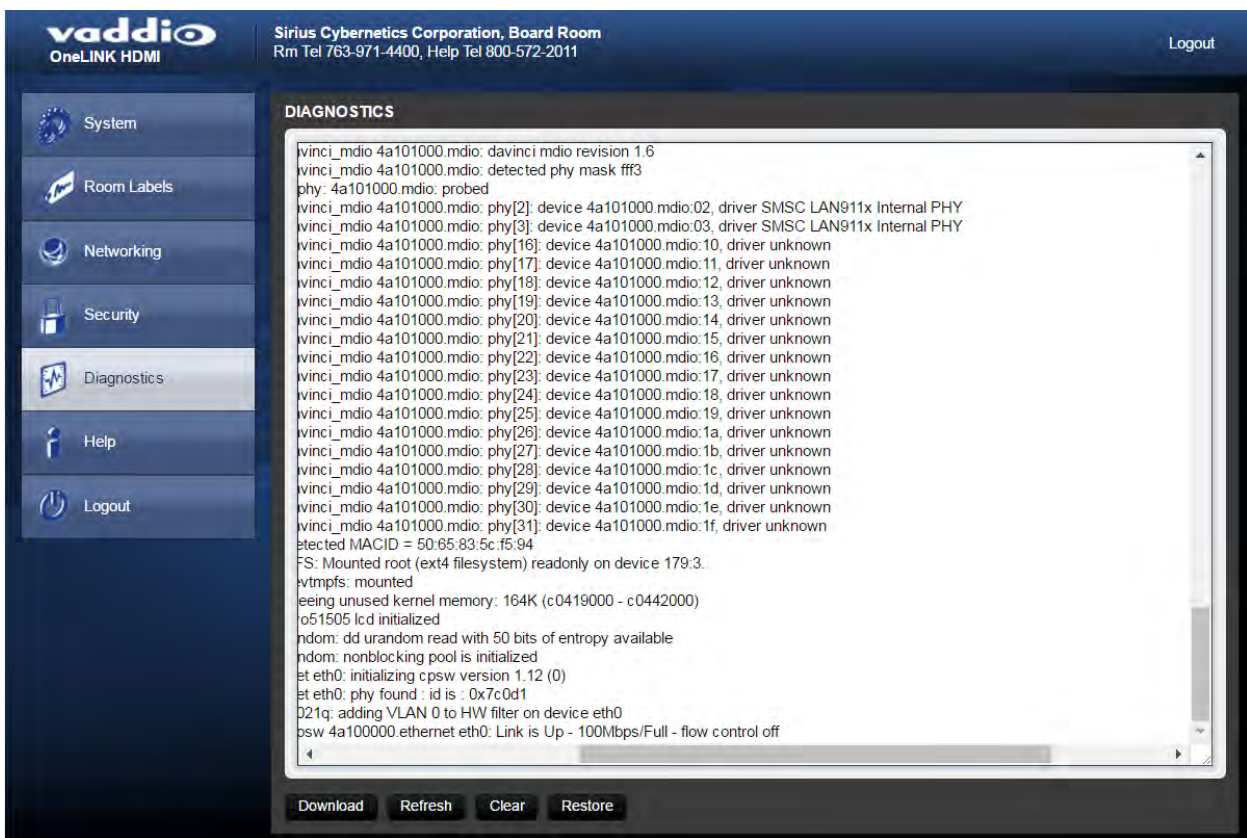 vaddio
OneLINK HDMI
Sirius Cybernetics Corporation, Board Room
Rm Tel 763-971-4400, Help Tel 800-572-2011
Logout
System
Room Labels
Networking
Security
Diagnostics
Help
Logout
DIAGNOSTICS
avinci_mdio 4a101000.mdio: davinci mdio revision 1.6
avinci_mdio 4a101000.mdio: detected phy mask fff3
phy: 4a101000.mdio: probed
avinci_mdio 4a101000.mdio: phy[2]: device 4a101000.mdio:02, driver SMSC LAN911x Internal PHY
avinci_mdio 4a101000.mdio: phy[3]: device 4a101000.mdio:03, driver SMSC LAN911x Internal PHY
avinci_mdio 4a101000.mdio: phy[16]: device 4a101000.mdio:10, driver unknown
avinci_mdio 4a101000.mdio: phy[17]: device 4a101000.mdio:11, driver unknown
avinci_mdio 4a101000.mdio: phy[18]: device 4a101000.mdio:12, driver unknown
avinci_mdio 4a101000.mdio: phy[19]: device 4a101000.mdio:13, driver unknown
avinci_mdio 4a101000.mdio: phy[20]: device 4a101000.mdio:14, driver unknown
avinci_mdio 4a101000.mdio: phy[21]: device 4a101000.mdio:15, driver unknown
avinci_mdio 4a101000.mdio: phy[22]: device 4a101000.mdio:16, driver unknown
avinci_mdio 4a101000.mdio: phy[23]: device 4a101000.mdio:17, driver unknown
avinci_mdio 4a101000.mdio: phy[24]: device 4a101000.mdio:18, driver unknown
avinci_mdio 4a101000.mdio: phy[25]: device 4a101000.mdio:19, driver unknown
avinci_mdio 4a101000.mdio: phy[26]: device 4a101000.mdio:1a, driver unknown
avinci_mdio 4a101000.mdio: phy[27]: device 4a101000.mdio:1b, driver unknown
avinci_mdio 4a101000.mdio: phy[28]: device 4a101000.mdio:1c, driver unknown
avinci_mdio 4a101000.mdio: phy[29]: device 4a101000.mdio:1d, driver unknown
avinci_mdio 4a101000.mdio: phy[30]: device 4a101000.mdio:1e, driver unknown
avinci_mdio 4a101000.mdio: phy[31]: device 4a101000.mdio:1f, driver unknown
etected MACID = 50:65:83:5c:f5:94
FS: Mounted root (ext4 filesystem) readonly on device 179:3.
evtmpfs: mounted
eeing unused kernel memory: 164K (c0419000 - c0442000)
o51505 lcd initialized
ndom: dd urandom read with 50 bits of entropy available
ndom: nonblocking pool is initialized
et eth0: initializing cpsw version 1.12 (0)
et eth0: phy found : id is : 0x7c0d1
021q: adding VLAN 0 to HW filter on device eth0
psw 4a100000.ethernet eth0: Link is Up - 100Mbps/Full - flow control off
Download
Refresh
Clear
Restore